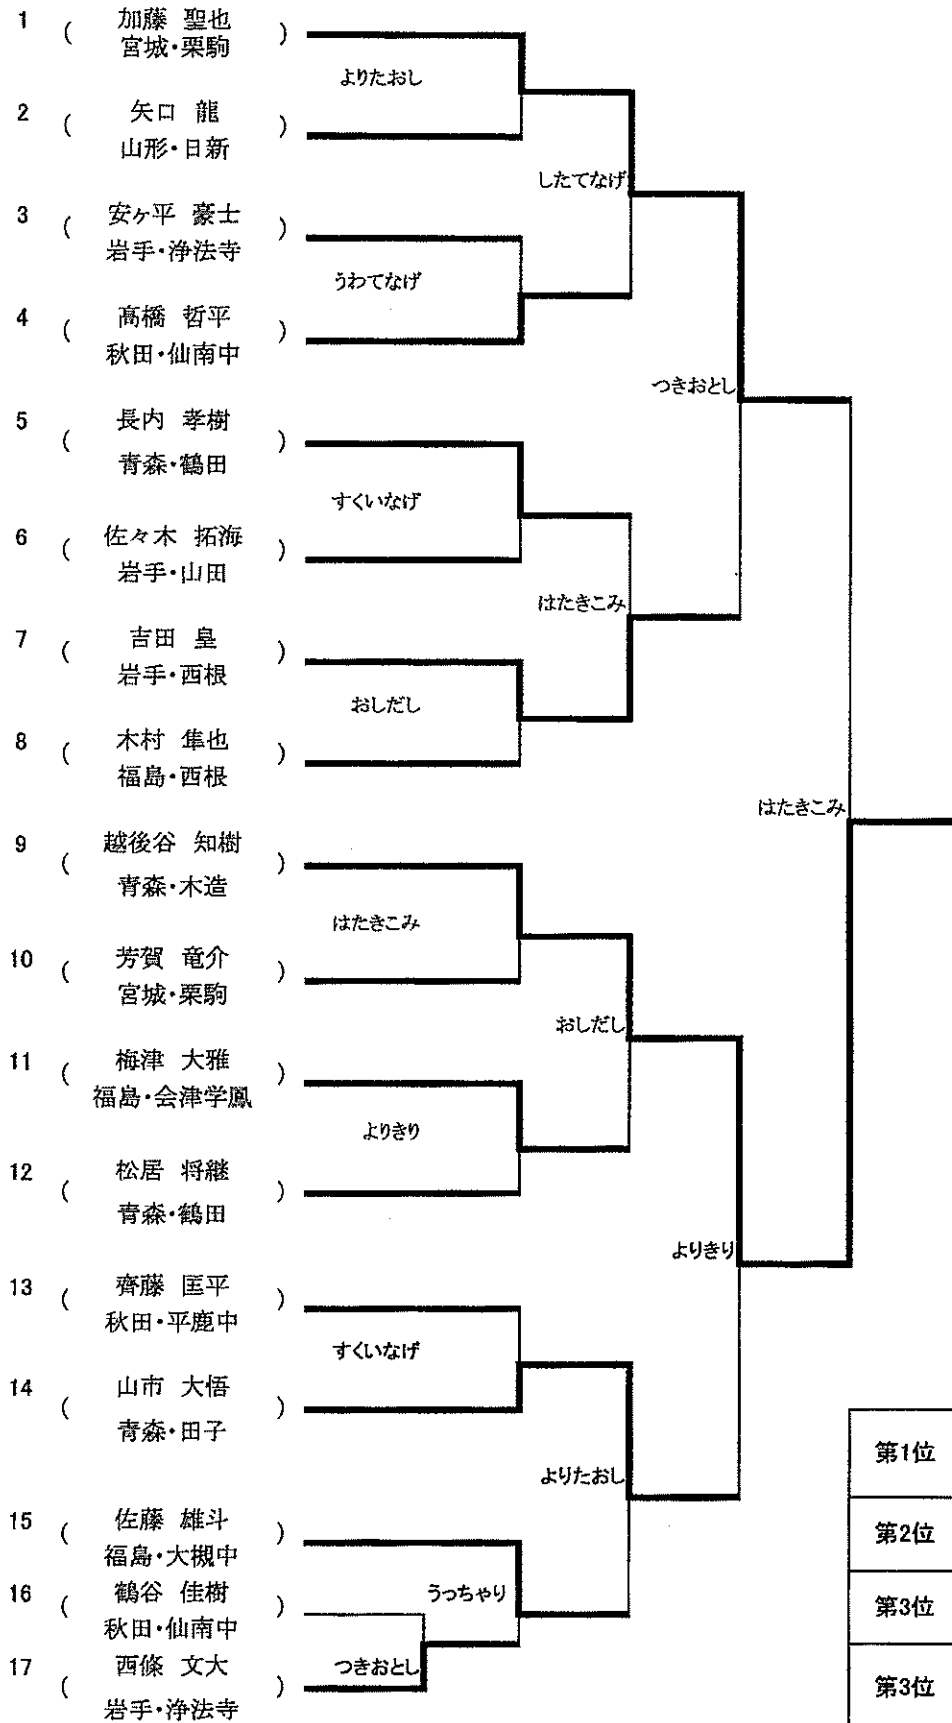 1 ( 加藤 聖也 )
宮城・栗駒
よりたおし
2 ( 矢口 龍 )
山形・日新
したてなげ
3 ( 安ヶ平 豪士 )
岩手・浄法寺
うわてなげ
4 ( 高橋 哲平 )
秋田・仙南中
つきおとし
5 ( 長内 孝樹 )
青森・鶴田
すくいなげ
6 ( 佐々木 拓海 )
岩手・山田
はたきこみ
7 ( 吉田 皇 )
岩手・西根
おしだし
8 ( 木村 隼也 )
福島・西根
はたきこみ
9 ( 越後谷 知樹 )
青森・木造
はたきこみ
10 ( 芳賀 竜介 )
宮城・栗駒
おしだし
11 ( 梅津 大雅 )
福島・会津学鳳
よりきり
12 ( 松居 将継 )
青森・鶴田
よりきり
13 ( 齊藤 匡平 )
秋田・平鹿中
すくいなげ
14 ( 山市 大悟 )
青森・田子
よりたおし
15 ( 佐藤 雄斗 )
福島・大槻中
うっちゃり
16 ( 鶴谷 佳樹 )
秋田・仙南中
つきおとし
17 ( 西條 文大 )
岩手・浄法寺
第1位
第2位
第3位
第3位